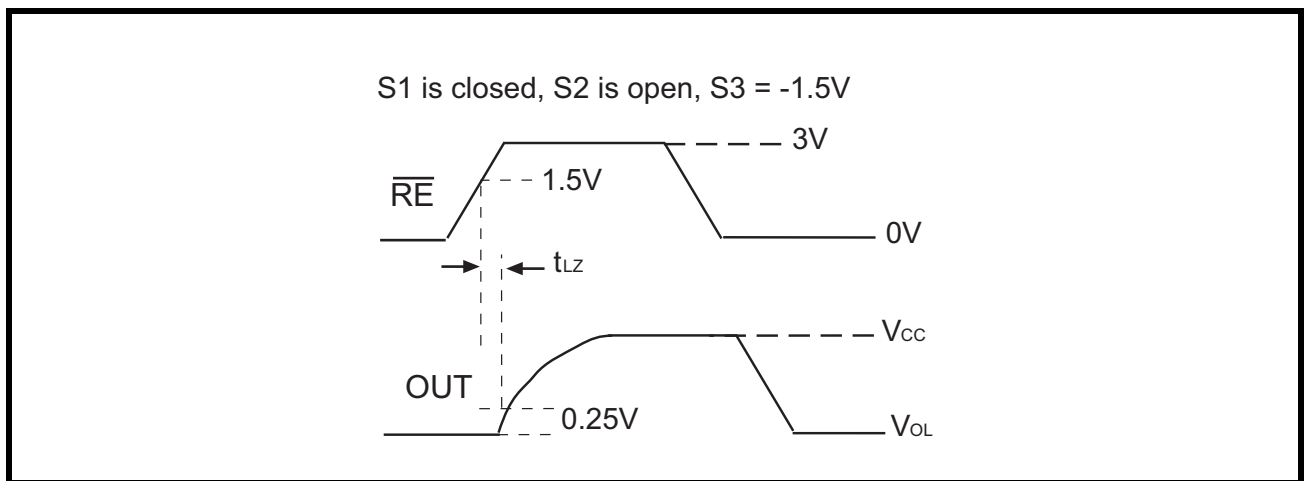 S1 is closed, S2 is open, S3 = -1.5V
3V
1.5V
R̅E̅
0V
tLZ
VCC
OUT
0.25V
VOL